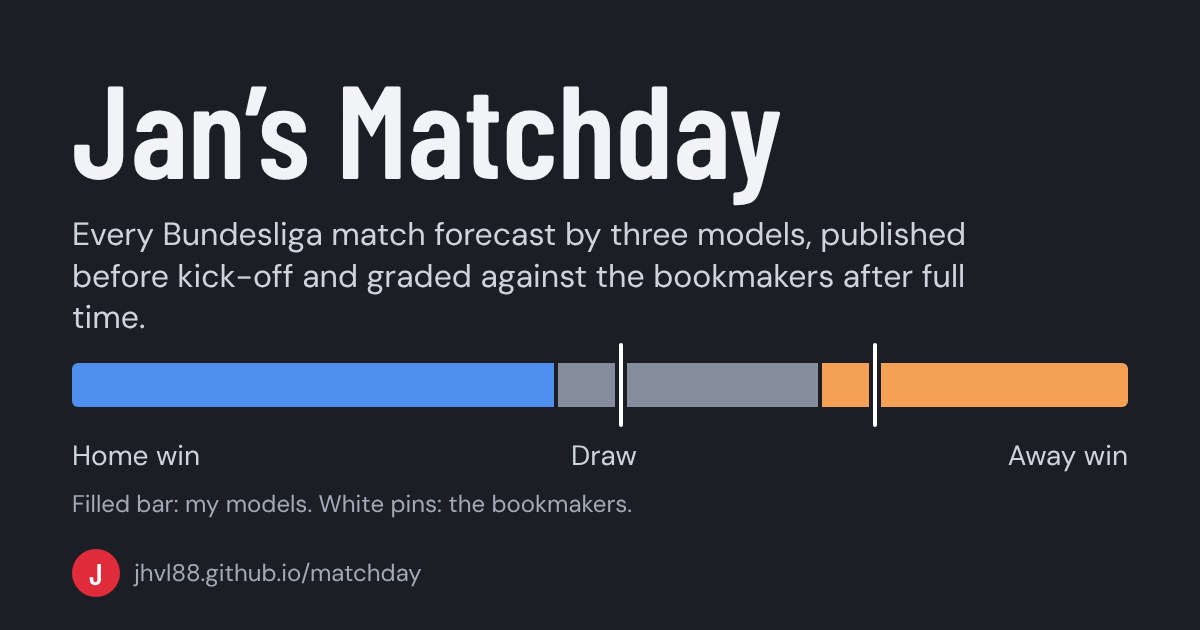 Jan’s Matchday
Every Bundesliga match forecast by three models, published
before kick-off and graded against the bookmakers after full
time.
Home win
Draw
Away win
Filled bar: my models. White pins: the bookmakers.
J
jhvl88.github.io/matchday